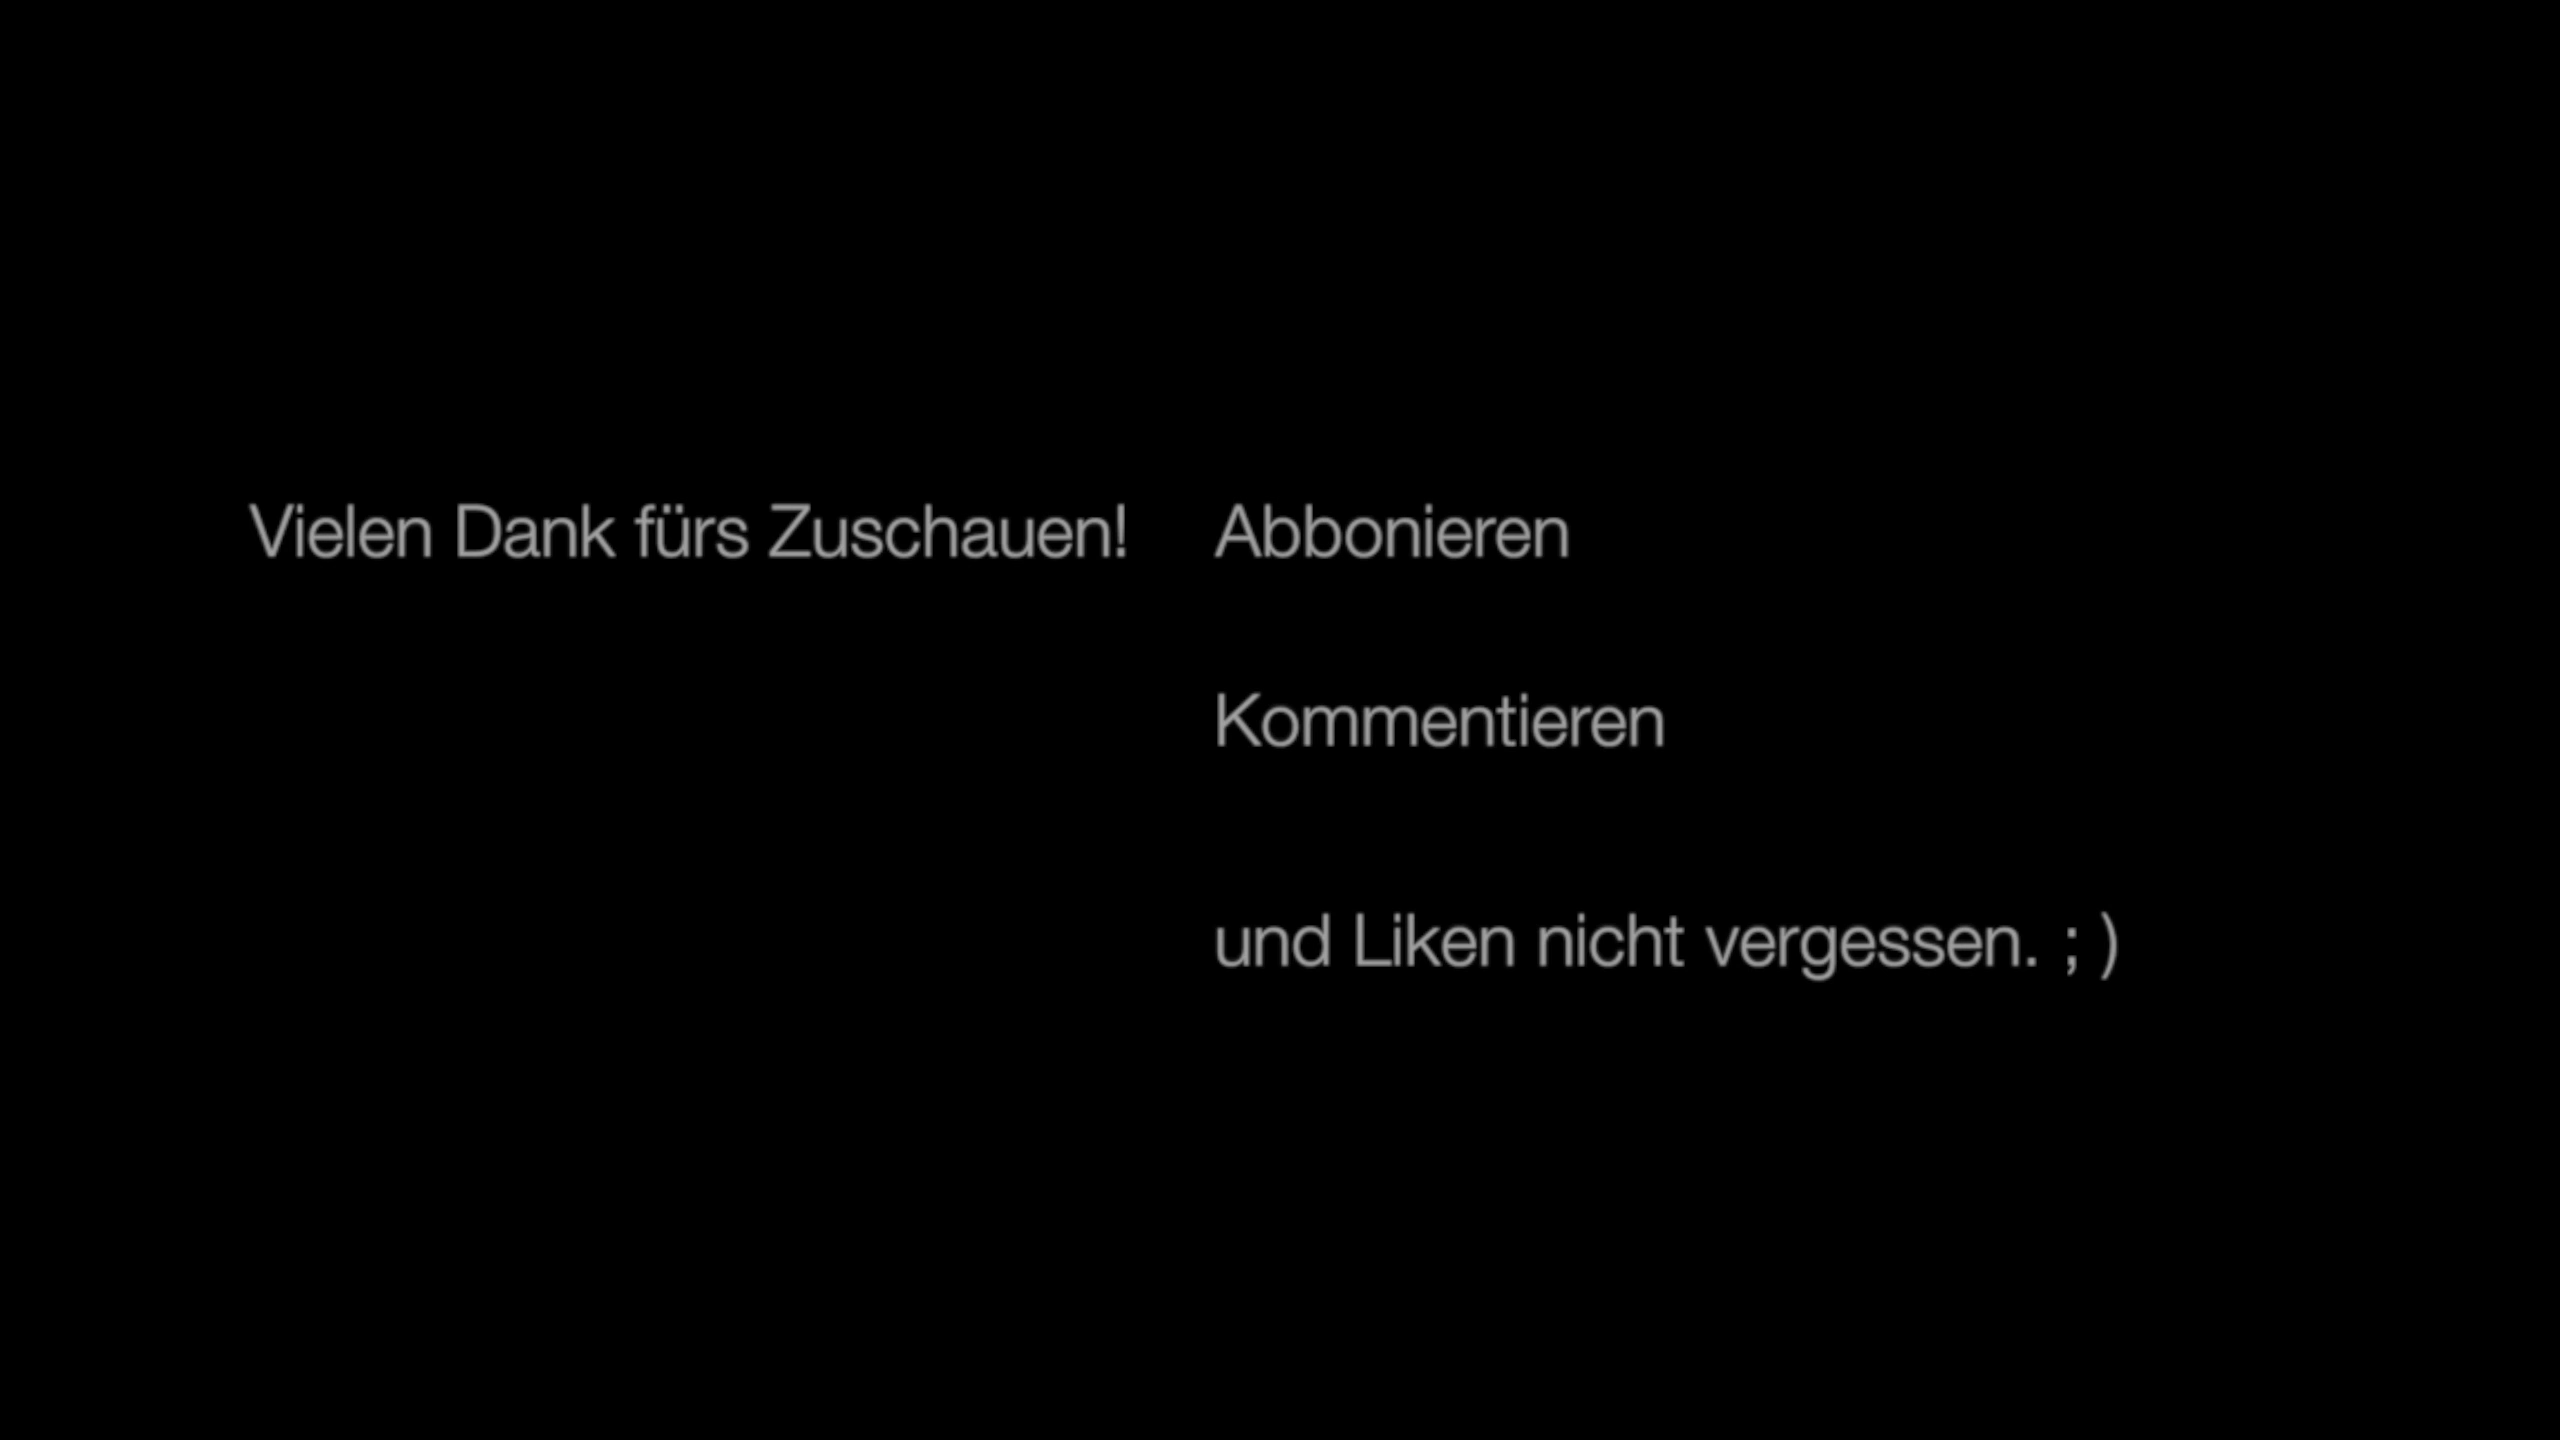 Vielen Dank fürs Zuschauen! Abbonieren
Kommentieren
und Liken nicht vergessen. ; )